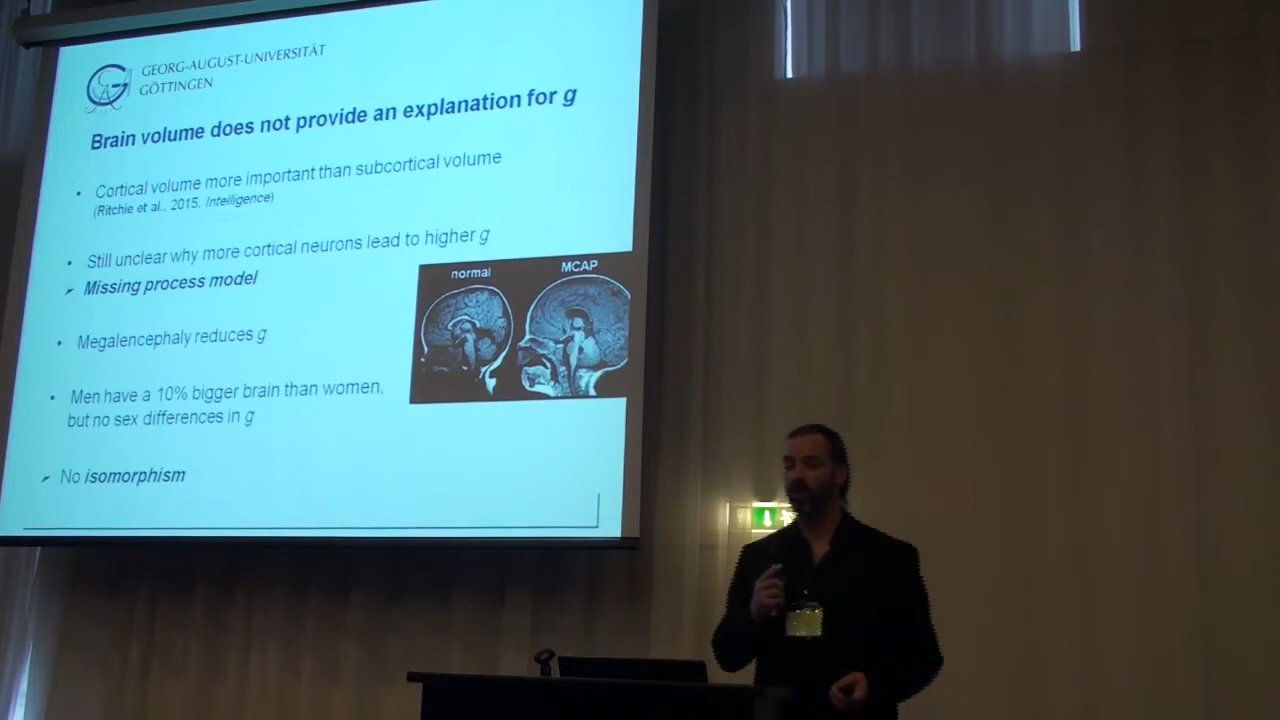 GEORG-AUGUST-UNIVERSITÄT
GÖTTINGEN
Brain volume does not provide an explanation for g
• Cortical volume more important than subcortical volume
(Ritchie et al., 2015, Intelligence)
• Still unclear why more cortical neurons lead to higher g
➢ Missing process model
normal MCAP
• Megalencephaly reduces g
• Men have a 10% bigger brain than women,
but no sex differences in g
➢ No isomorphism